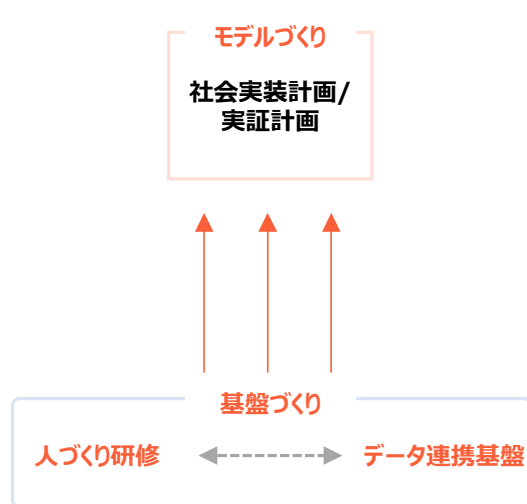 モデルづくり
社会実装計画/
実証計画
基盤づくり
人づくり研修
データ連携基盤